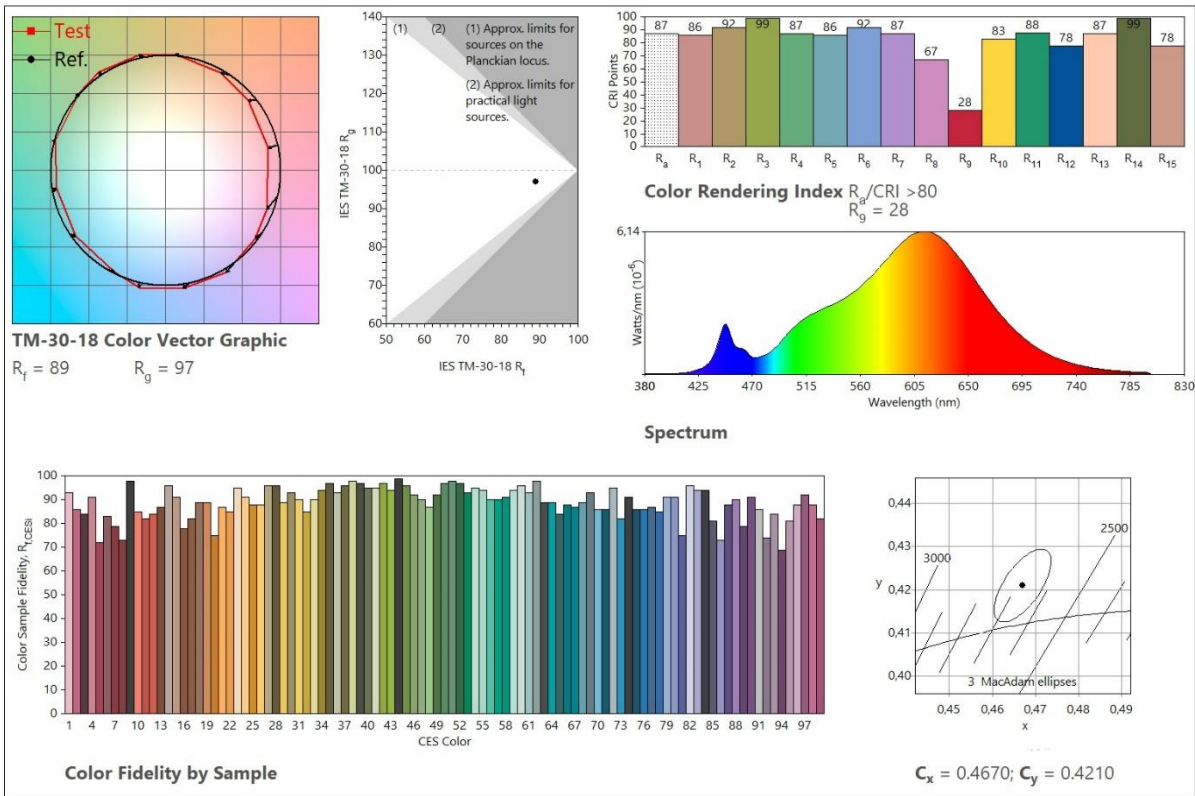 Test
Ref.
TM-30-18 Color Vector Graphic
Rf = 89 Rg = 97
140
130
120
110
100
90
80
70
60
50 60 70 80 90 100
IES TM-30-18 Rg
IES TM-30-18 Rf
(1) (2) (1) Approx. limits for
sources on the
Planckian locus.
(2) Approx. limits for
practical light
sources.
100
90
80
70
60
50
40
30
20
10
0
CRI Points
87 86 92 99 87 86 92 87 67 28 83 88 78 87 99 78
Ra R1 R2 R3 R4 R5 R6 R7 R8 R9 R10 R11 R12 R13 R14 R15
Color Rendering Index Ra/CRI >80
R9 = 28
6,14
Watts/nm (10⁻⁶)
380 425 470 515 560 605 650 695 740 785 830
Wavelength (nm)
Spectrum
100
90
80
70
60
50
40
30
20
10
0
Color Sample Fidelity, Rf,CESi
1 4 7 10 13 16 19 22 25 28 31 34 37 40 43 46 49 52 55 58 61 64 67 70 73 76 79 82 85 88 91 94 97
CES Color
Color Fidelity by Sample
0,44
0,43
0,42
0,41
0,40
y
3000
2500
3 MacAdam ellipses
0,45 0,46 0,47 0,48 0,49
x
Cx = 0.4670; Cy = 0.4210